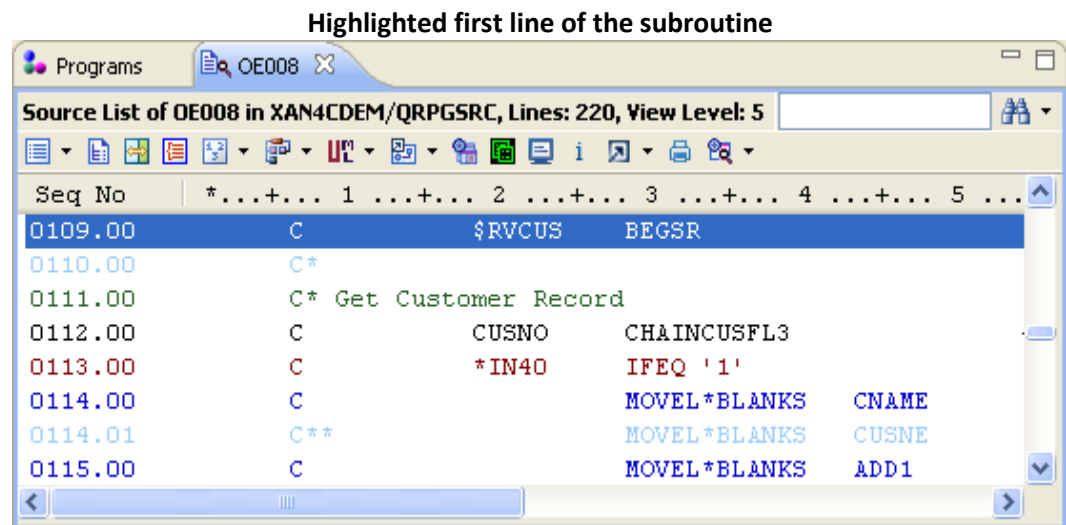 Highlighted first line of the subroutine
Programs OE008
Source List of OE008 in XAN4CDEM/QRPGSRC, Lines: 220, View Level: 5
Seq No *...+... 1 ...+... 2 ...+... 3 ...+... 4 ...+... 5 ...
0109.00 C $RVCUS BEGSR
0110.00 C*
0111.00 C* Get Customer Record
0112.00 C CUSNO CHAINCUSFL3
0113.00 C *IN40 IFEQ '1'
0114.00 C MOVEL*BLANKS CNAME
0114.01 C** MOVEL*BLANKS CUSNE
0115.00 C MOVEL*BLANKS ADD1